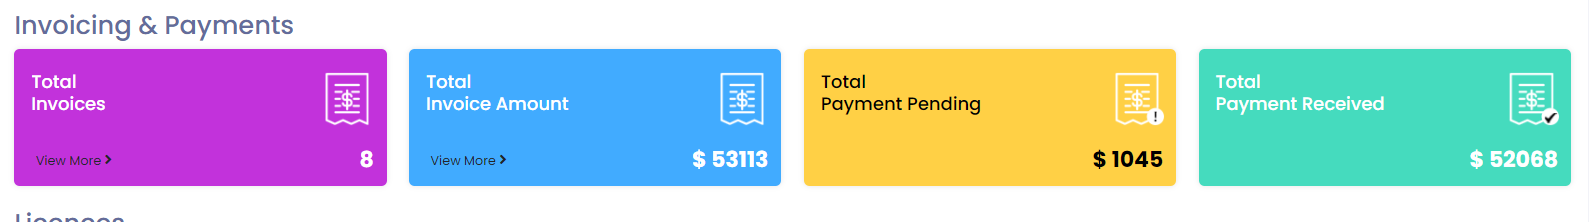 Invoicing & Payments
Total
Invoices
View More
8
Total
Invoice Amount
View More
$ 53113
Total
Payment Pending
$ 1045
Total
Payment Received
$ 52068
Licences